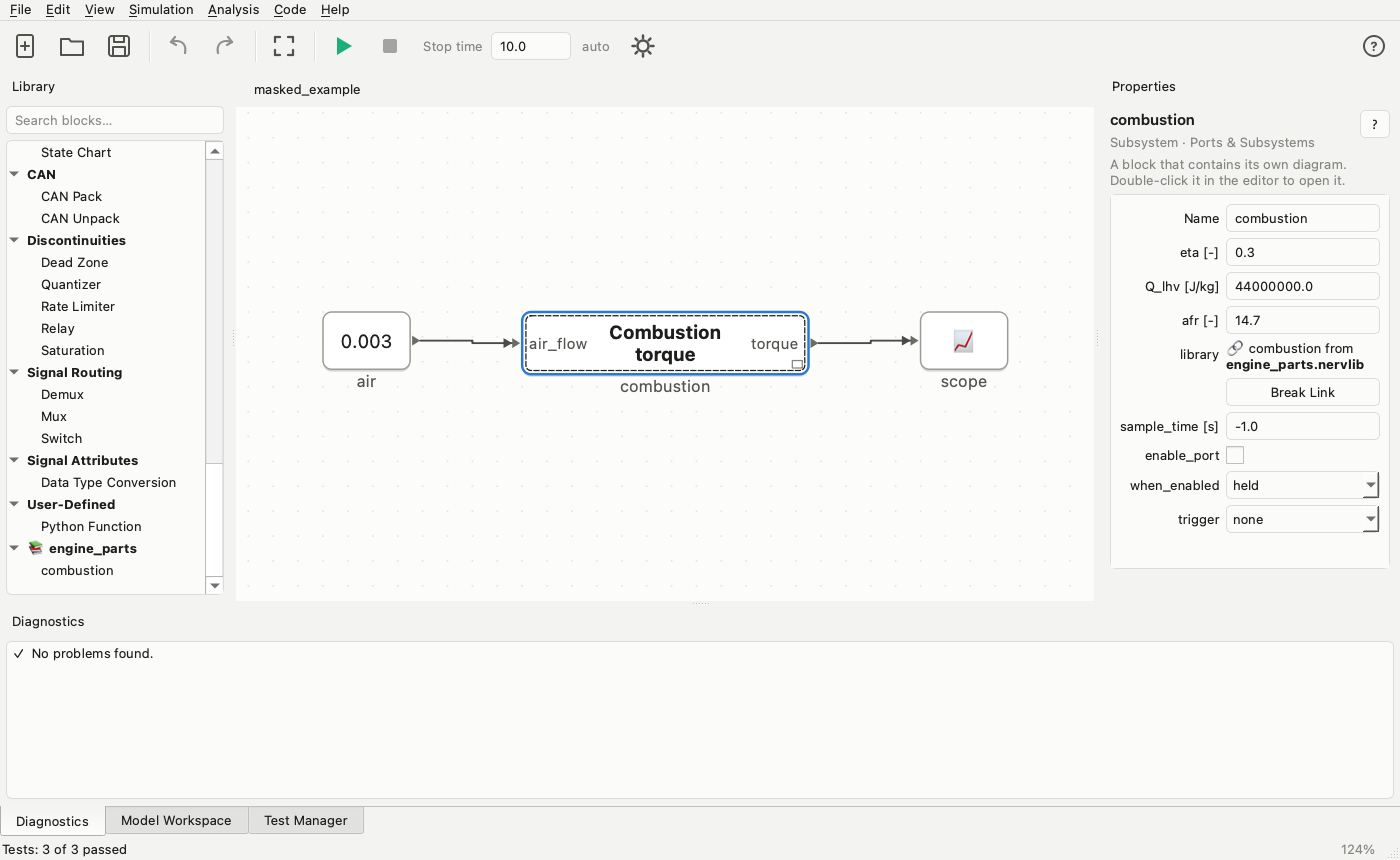 File Edit View Simulation Analysis Code Help
Stop time 10.0 auto
Library
Search blocks...
State Chart
CAN
CAN Pack
CAN Unpack
Discontinuities
Dead Zone
Quantizer
Rate Limiter
Relay
Saturation
Signal Routing
Demux
Mux
Switch
Signal Attributes
Data Type Conversion
User-Defined
Python Function
engine_parts
combustion
masked_example
0.003
air
air_flow
Combustion
torque
torque
combustion
scope
Properties
combustion
?
Subsystem · Ports & Subsystems
A block that contains its own diagram.
Double-click it in the editor to open it.
Name combustion
eta [-] 0.3
Q_lhv [J/kg] 44000000.0
afr [-] 14.7
library combustion from
engine_parts.nervlib
Break Link
sample_time [s] -1.0
enable_port
when_enabled held
trigger none
Diagnostics
✓ No problems found.
Diagnostics Model Workspace Test Manager
Tests: 3 of 3 passed
124%